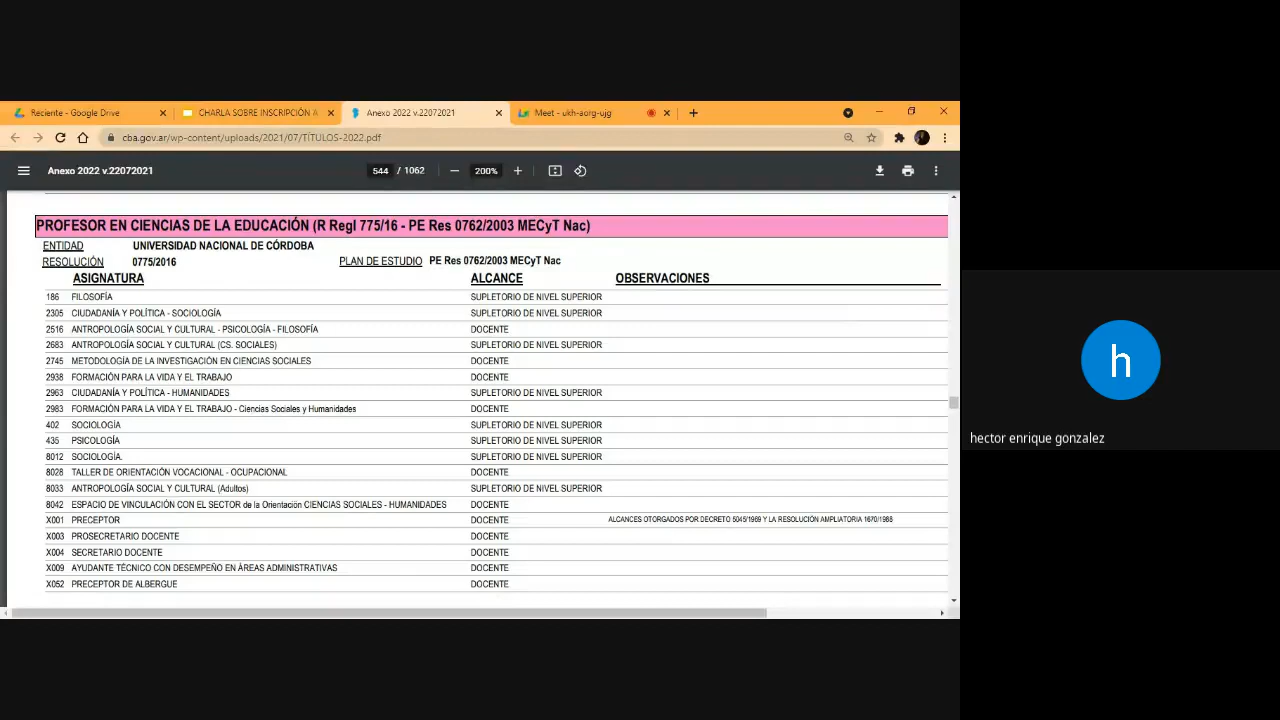 Reciente - Google Drive
CHARLA SOBRE INSCRIPCIÓN A
Anexo 2022 v.22072021
Meet - ukh-aorg-ujg
cba.gov.ar/wp-content/uploads/2021/07/TÍTULOS-2022.pdf
Anexo 2022 v.22072021
544 / 1062
200%
PROFESOR EN CIENCIAS DE LA EDUCACIÓN (R Regl 775/16 - PE Res 0762/2003 MECyT Nac)
ENTIDAD UNIVERSIDAD NACIONAL DE CÓRDOBA
RESOLUCIÓN 0775/2016 PLAN DE ESTUDIO PE Res 0762/2003 MECyT Nac
ASIGNATURA ALCANCE OBSERVACIONES
186 FILOSOFÍA SUPLETORIO DE NIVEL SUPERIOR
2305 CIUDADANÍA Y POLÍTICA - SOCIOLOGÍA SUPLETORIO DE NIVEL SUPERIOR
2516 ANTROPOLOGÍA SOCIAL Y CULTURAL - PSICOLOGÍA - FILOSOFÍA DOCENTE
2683 ANTROPOLOGÍA SOCIAL Y CULTURAL (CS. SOCIALES) SUPLETORIO DE NIVEL SUPERIOR
2745 METODOLOGÍA DE LA INVESTIGACIÓN EN CIENCIAS SOCIALES DOCENTE
2938 FORMACIÓN PARA LA VIDA Y EL TRABAJO DOCENTE
2963 CIUDADANÍA Y POLÍTICA - HUMANIDADES SUPLETORIO DE NIVEL SUPERIOR
2983 FORMACIÓN PARA LA VIDA Y EL TRABAJO - Ciencias Sociales y Humanidades DOCENTE
402 SOCIOLOGÍA SUPLETORIO DE NIVEL SUPERIOR
435 PSICOLOGÍA SUPLETORIO DE NIVEL SUPERIOR
8012 SOCIOLOGÍA. SUPLETORIO DE NIVEL SUPERIOR
8028 TALLER DE ORIENTACIÓN VOCACIONAL - OCUPACIONAL DOCENTE
8033 ANTROPOLOGÍA SOCIAL Y CULTURAL (Adultos) SUPLETORIO DE NIVEL SUPERIOR
8042 ESPACIO DE VINCULACIÓN CON EL SECTOR de la Orientación CIENCIAS SOCIALES - HUMANIDADES DOCENTE
X001 PRECEPTOR DOCENTE ALCANCES OTORGADOS POR DECRETO 5045/1969 Y LA RESOLUCIÓN AMPLIATORIA 1670/1988
X003 PROSECRETARIO DOCENTE DOCENTE
X004 SECRETARIO DOCENTE DOCENTE
X009 AYUDANTE TÉCNICO CON DESEMPEÑO EN ÁREAS ADMINISTRATIVAS DOCENTE
X052 PRECEPTOR DE ALBERGUE DOCENTE
h
hector enrique gonzalez